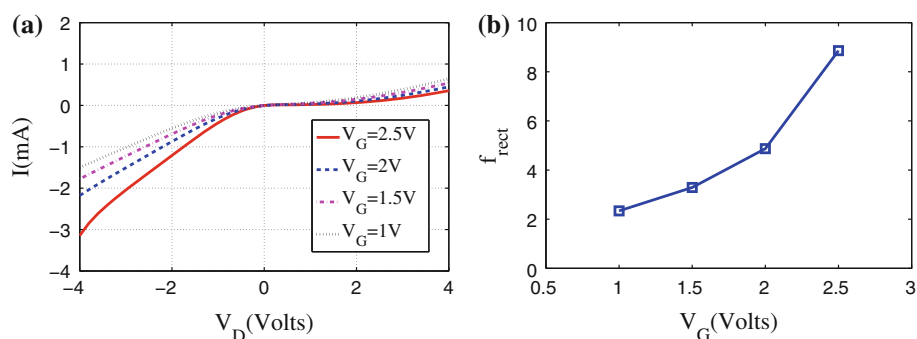 (a)
2
1
0
−1
−2
−3
−4
I(mA)
V_G=2.5V
V_G=2V
V_G=1.5V
V_G=1V
−4 −2 0 2 4
V_D(Volts)
(b)
10
8
6
4
2
0
f_rect
0.5 1 1.5 2 2.5 3
V_G(Volts)